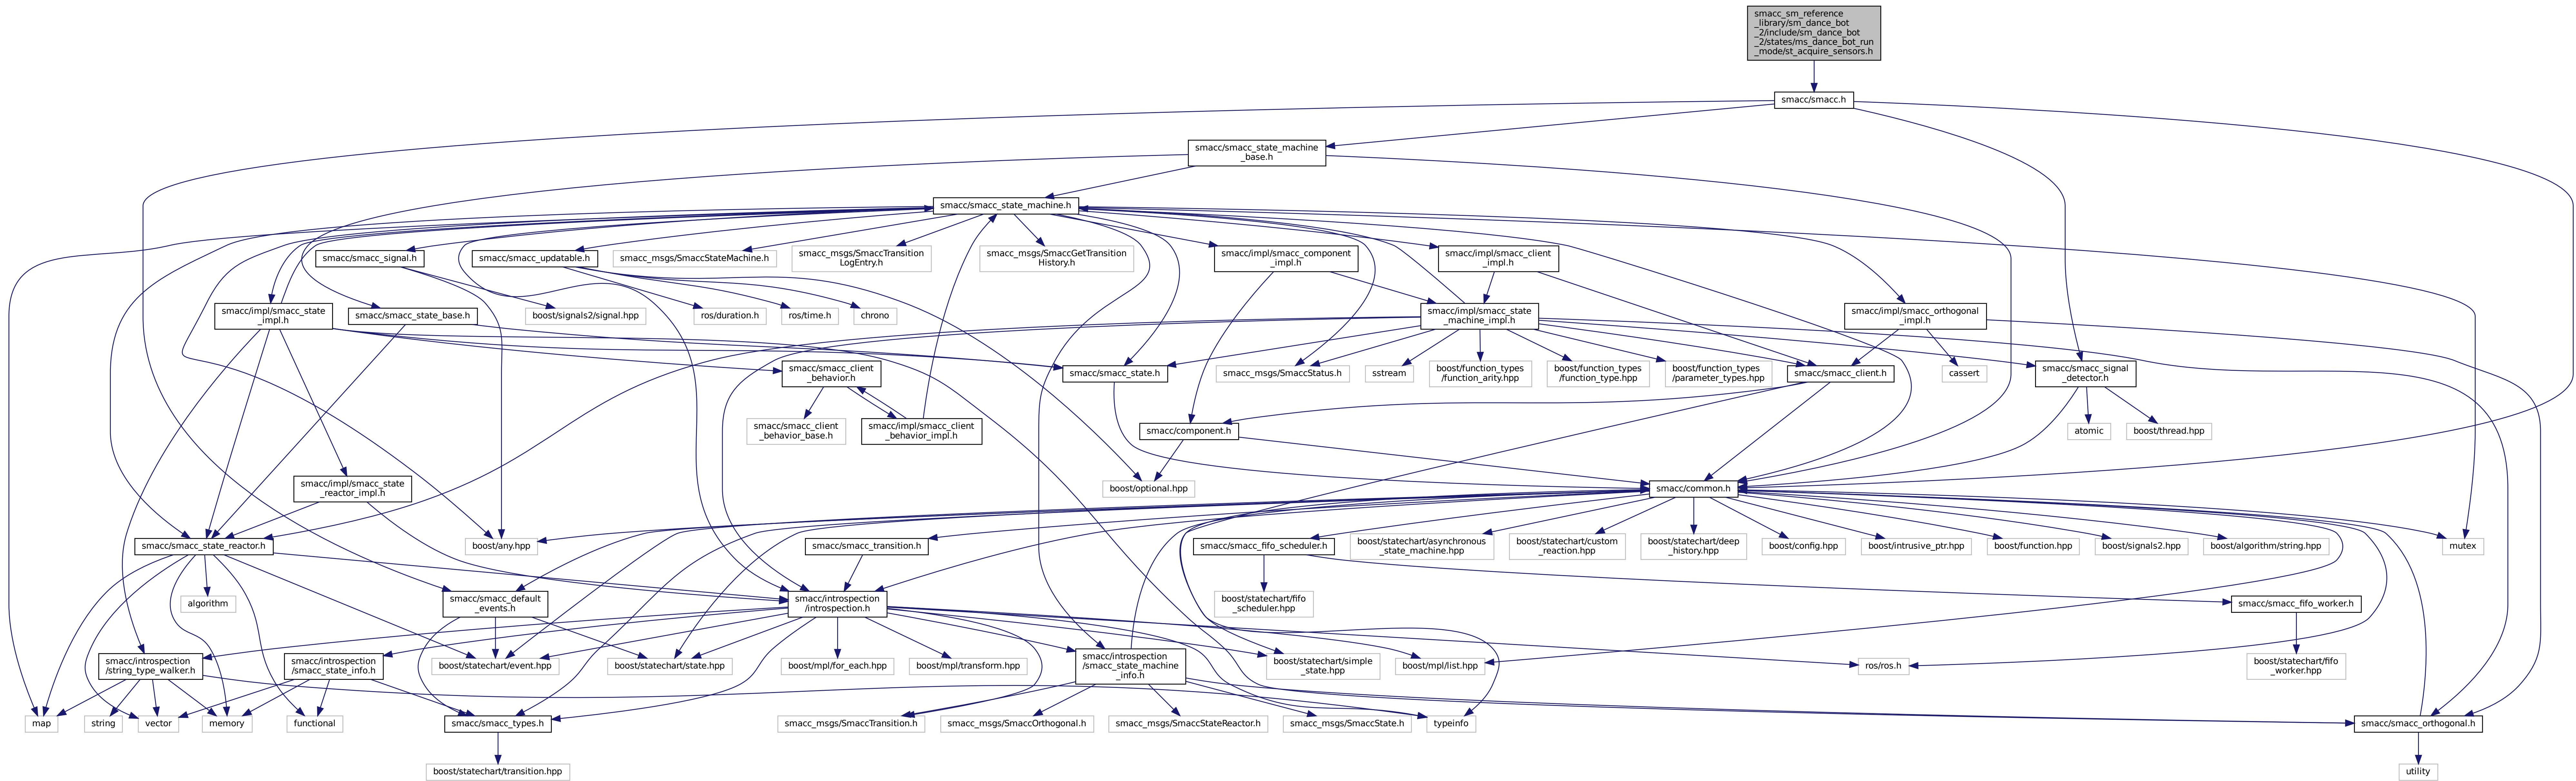 smacc_sm_reference
_library/sm_dance_bot
_2/include/sm_dance_bot
_2/states/ms_dance_bot_run
_mode/st_acquire_sensors.h
smacc/smacc.h
smacc/smacc_state_machine
_base.h
smacc/smacc_state_machine.h
smacc/smacc_signal.h
smacc/smacc_updatable.h
smacc_msgs/SmaccStateMachine.h
smacc_msgs/SmaccTransition
LogEntry.h
smacc_msgs/SmaccGetTransition
History.h
smacc/impl/smacc_component
_impl.h
smacc/impl/smacc_client
_impl.h
smacc/impl/smacc_state
_impl.h
smacc/smacc_state_base.h
boost/signals2/signal.hpp
ros/duration.h
ros/time.h
chrono
smacc/impl/smacc_state
_machine_impl.h
smacc/impl/smacc_orthogonal
_impl.h
smacc/smacc_client
_behavior.h
smacc/smacc_state.h
smacc_msgs/SmaccStatus.h
sstream
boost/function_types
/function_arity.hpp
boost/function_types
/function_type.hpp
boost/function_types
/parameter_types.hpp
smacc/smacc_client.h
cassert
smacc/smacc_signal
_detector.h
smacc/smacc_client
_behavior_base.h
smacc/impl/smacc_client
_behavior_impl.h
smacc/component.h
atomic
boost/thread.hpp
smacc/impl/smacc_state
_reactor_impl.h
boost/optional.hpp
smacc/common.h
smacc/smacc_state_reactor.h
boost/any.hpp
smacc/smacc_transition.h
smacc/smacc_fifo_scheduler.h
boost/statechart/asynchronous
_state_machine.hpp
boost/statechart/custom
_reaction.hpp
boost/statechart/deep
_history.hpp
boost/config.hpp
boost/intrusive_ptr.hpp
boost/function.hpp
boost/signals2.hpp
boost/algorithm/string.hpp
mutex
algorithm
smacc/smacc_default
_events.h
smacc/introspection
/introspection.h
boost/statechart/fifo
_scheduler.hpp
smacc/smacc_fifo_worker.h
smacc/introspection
/string_type_walker.h
smacc/introspection
/smacc_state_info.h
boost/statechart/event.hpp
boost/statechart/state.hpp
boost/mpl/for_each.hpp
boost/mpl/transform.hpp
smacc/introspection
/smacc_state_machine
_info.h
boost/statechart/simple
_state.hpp
boost/mpl/list.hpp
ros/ros.h
boost/statechart/fifo
_worker.hpp
map
string
vector
memory
functional
smacc/smacc_types.h
smacc_msgs/SmaccTransition.h
smacc_msgs/SmaccOrthogonal.h
smacc_msgs/SmaccStateReactor.h
smacc_msgs/SmaccState.h
typeinfo
smacc/smacc_orthogonal.h
boost/statechart/transition.hpp
utility